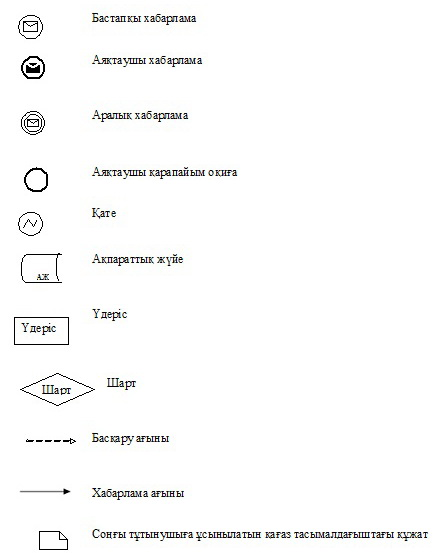 Бастапқы хабарлама
Аяқтаушы хабарлама
Аралық хабарлама
Аяқтаушы қарапайым оқиға
Қате
Ақпараттық жүйе
АЖ
Үдеріс
Үдеріс
Шарт
Шарт
Басқару ағыны
Хабарлама ағыны
Соңғы тұтынушыға ұсынылатын қағаз тасымалдағыштағы құжат